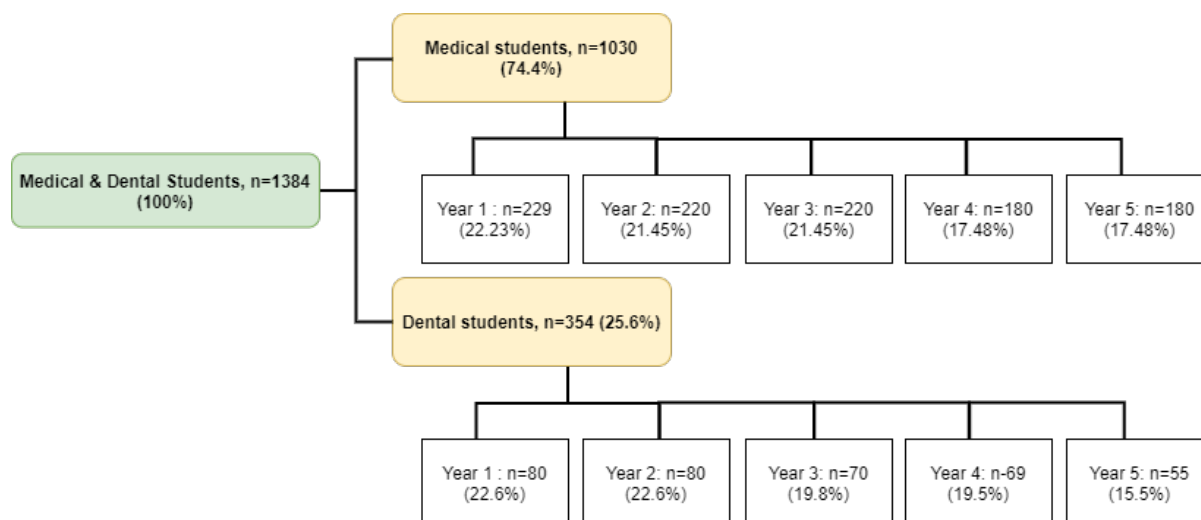 Medical students, n=1030
(74.4%)
Medical & Dental Students, n=1384
(100%)
Year 1 : n=229
(22.23%)
Year 2: n=220
(21.45%)
Year 3: n=220
(21.45%)
Year 4: n=180
(17.48%)
Year 5: n=180
(17.48%)
Dental students, n=354 (25.6%)
Year 1 : n=80
(22.6%)
Year 2: n=80
(22.6%)
Year 3: n=70
(19.8%)
Year 4: n-69
(19.5%)
Year 5: n=55
(15.5%)